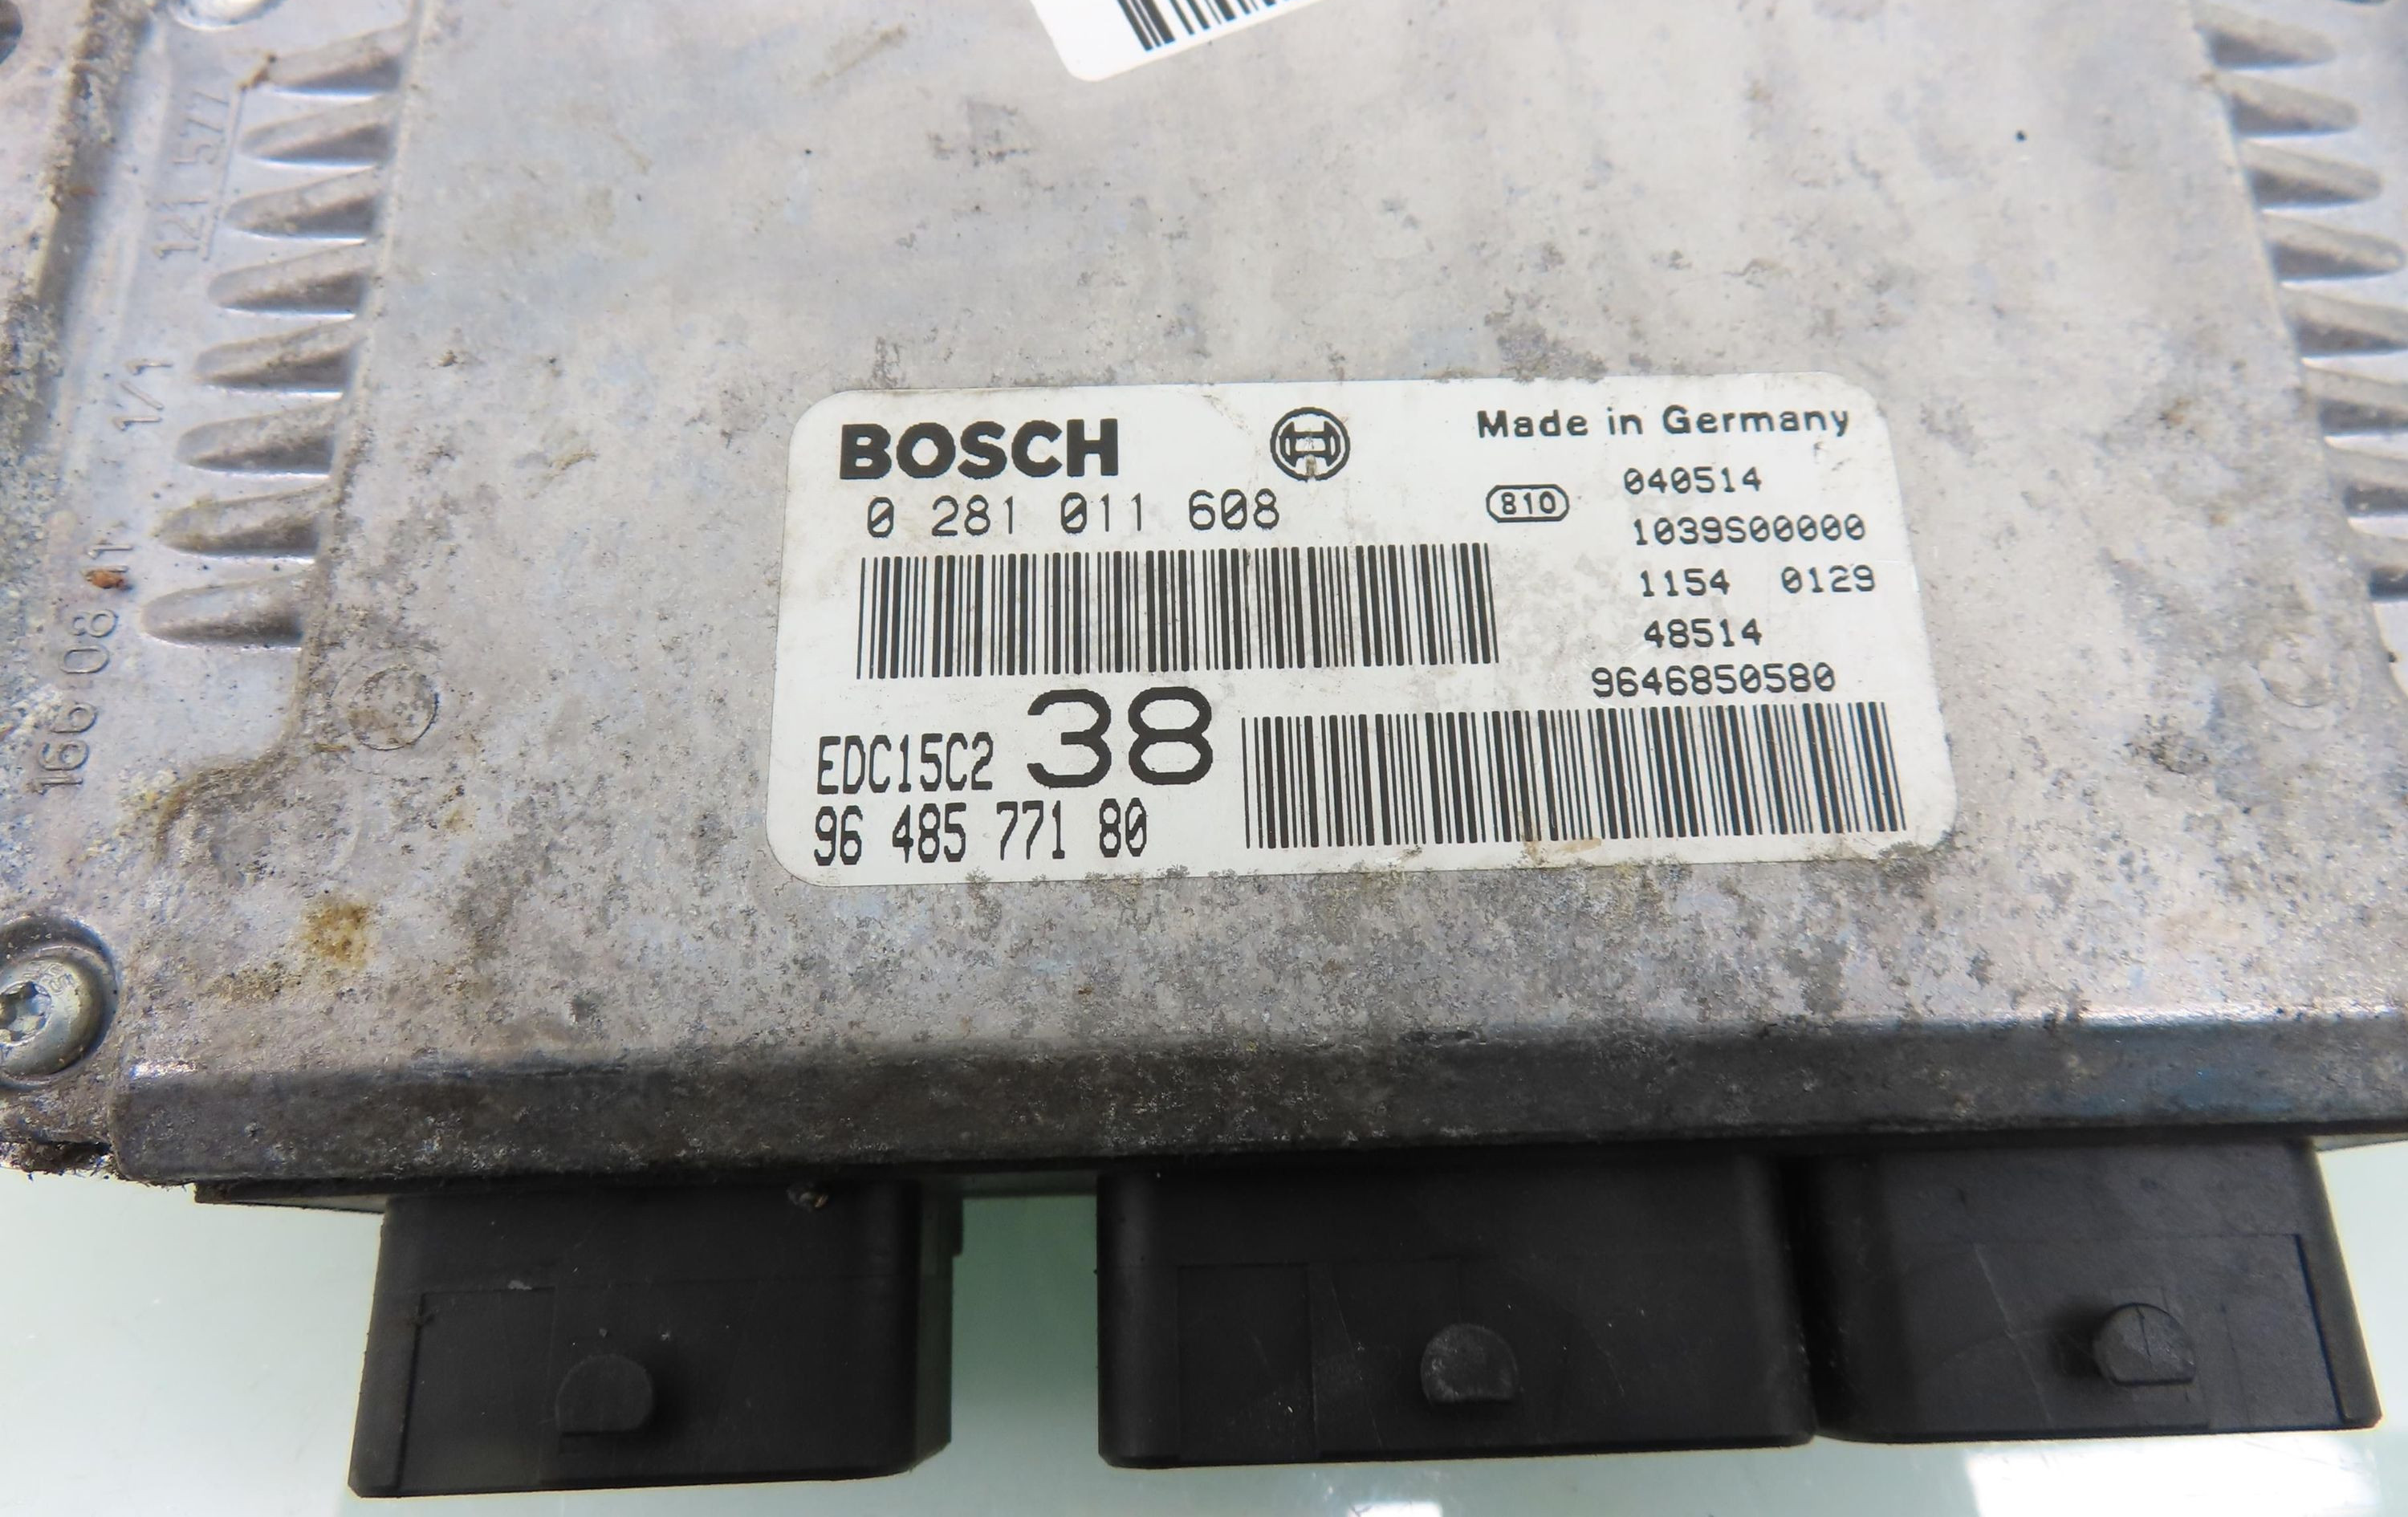 BOSCH
Made in Germany
0 281 011 608
810
040514
1039S00000
1154 0129
48514
9646850580
EDC15C2 38
96 485 771 80
121 577
1/1
166 08 11